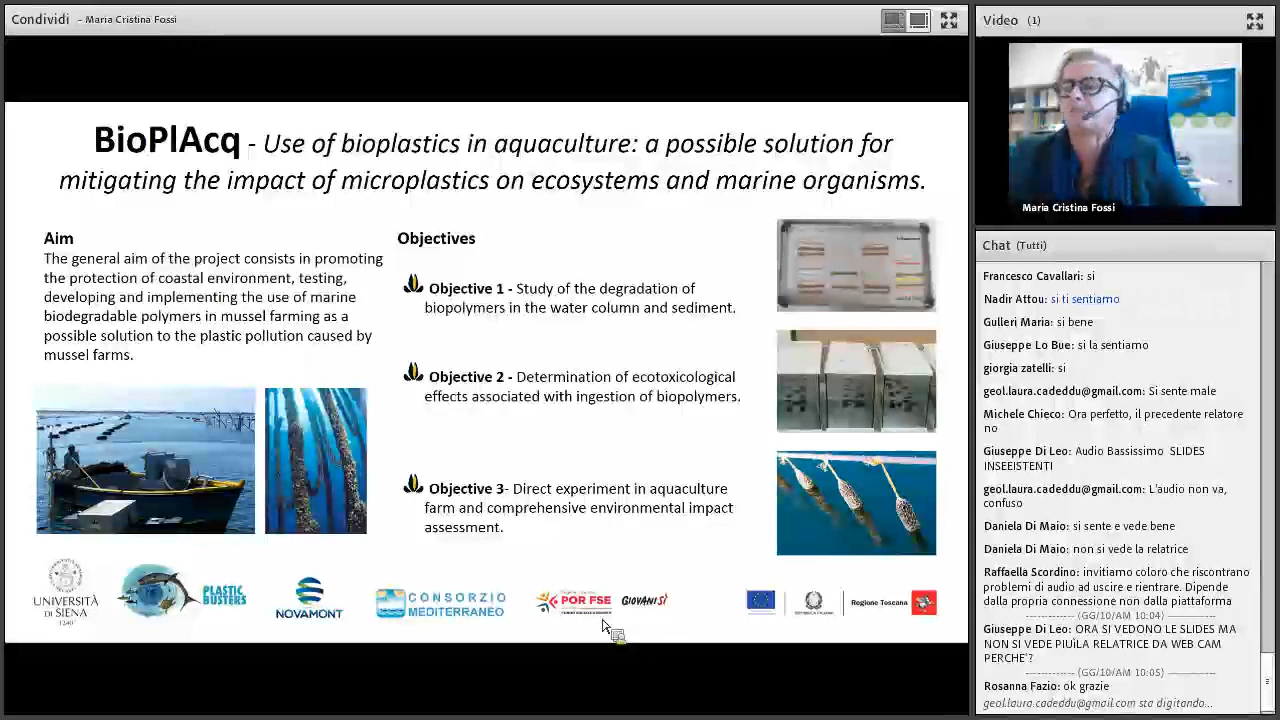 Condividi - Maria Cristina Fossi
BioPlAcq - Use of bioplastics in aquaculture: a possible solution for
mitigating the impact of microplastics on ecosystems and marine organisms.
Aim
The general aim of the project consists in promoting
the protection of coastal environment, testing,
developing and implementing the use of marine
biodegradable polymers in mussel farming as a
possible solution to the plastic pollution caused by
mussel farms.
Objectives
Objective 1 - Study of the degradation of
biopolymers in the water column and sediment.
Objective 2 - Determination of ecotoxicological
effects associated with ingestion of biopolymers.
Objective 3- Direct experiment in aquaculture
farm and comprehensive environmental impact
assessment.
UNIVERSITÀ
DI SIENA
1240
PLASTIC
BUSTERS
NOVAMONT
CONSORZIO
MEDITERRANEO
POR FSE
GIOVANISÌ
Regione Toscana
Video (1)
Maria Cristina Fossi
Chat (Tutti)
Francesco Cavallari: si
Nadir Attou: si ti sentiamo
Gulleri Maria: si bene
Giuseppe Lo Bue: si la sentiamo
giorgia zatelli: si
geol.laura.cadeddu@gmail.com: Si sente male
Michele Chieco: Ora perfetto, il precedente relatore
no
Giuseppe Di Leo: Audio Bassissimo SLIDES
INSEEISTENTI
geol.laura.cadeddu@gmail.com: L'audio non va,
confuso
Daniela Di Maio: si sente e vede bene
Daniela Di Maio: non si vede la relatrice
Raffaella Scordino: invitiamo coloro che riscontrano
problemi di audio ad uscire e rientrare. Dipende
dalla propria connessione non dalla piattaforma
(GG/10/AM 10:04)
Giuseppe Di Leo: ORA SI VEDONO LE SLIDES MA
NON SI VEDE PIUìLA RELATRICE DA WEB CAM
PERCHE'?
(GG/10/AM 10:05)
Rosanna Fazio: ok grazie
geol.laura.cadeddu@gmail.com sta digitando...